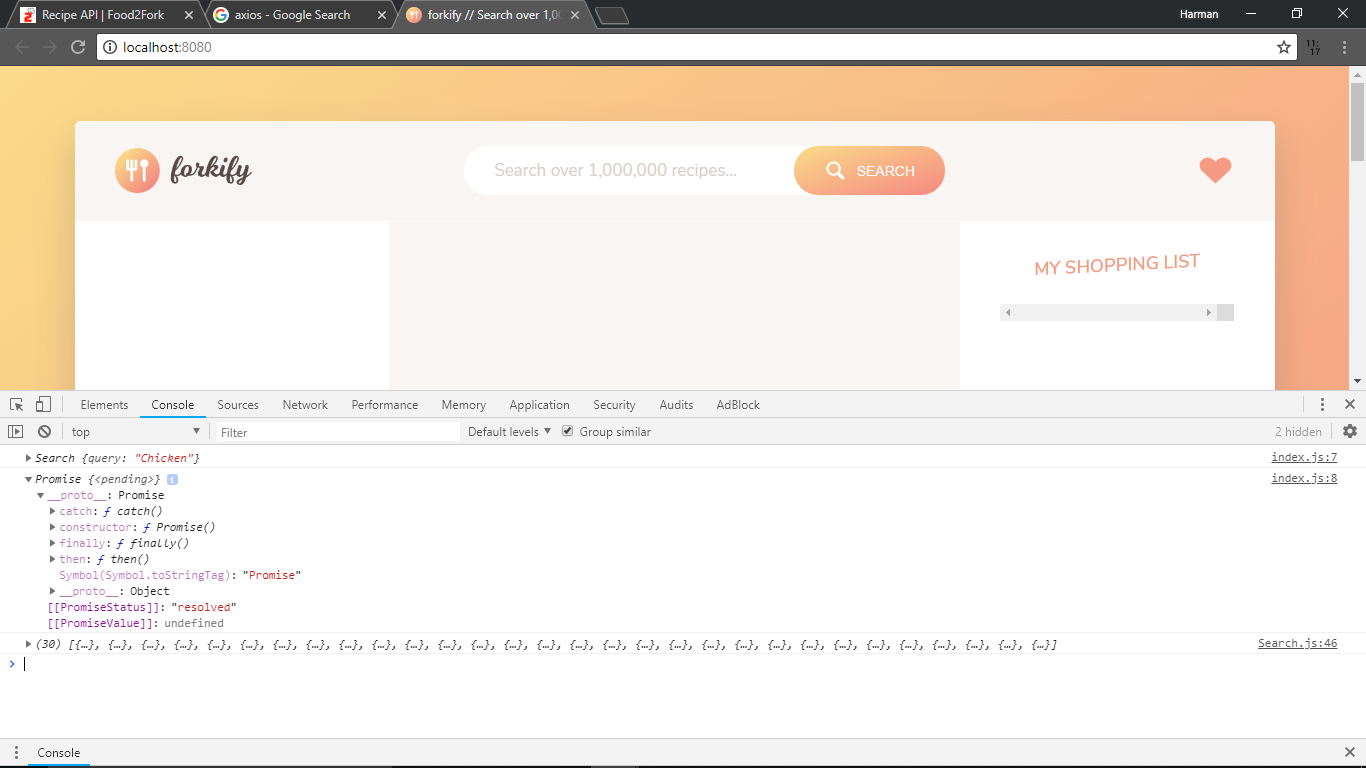 Recipe API | Food2Fork
axios - Google Search
forkify // Search over 1,00
Harman
localhost:8080
11:
17
forkify
Search over 1,000,000 recipes...
SEARCH
MY SHOPPING LIST
Elements Console Sources Network Performance Memory Application Security Audits AdBlock
top
Filter
Default levels
Group similar
2 hidden
Search {query: "Chicken"} index.js:7
Promise {<pending>} i index.js:8
__proto__: Promise
catch: ƒ catch()
constructor: ƒ Promise()
finally: ƒ finally()
then: ƒ then()
Symbol(Symbol.toStringTag): "Promise"
__proto__: Object
[[PromiseStatus]]: "resolved"
[[PromiseValue]]: undefined
(30) [{…}, {…}, {…}, {…}, {…}, {…}, {…}, {…}, {…}, {…}, {…}, {…}, {…}, {…}, {…}, {…}, {…}, {…}, {…}, {…}, {…}, {…}, {…}, {…}, {…}, {…}, {…}, {…}, {…}, {…}] Search.js:46
>
Console